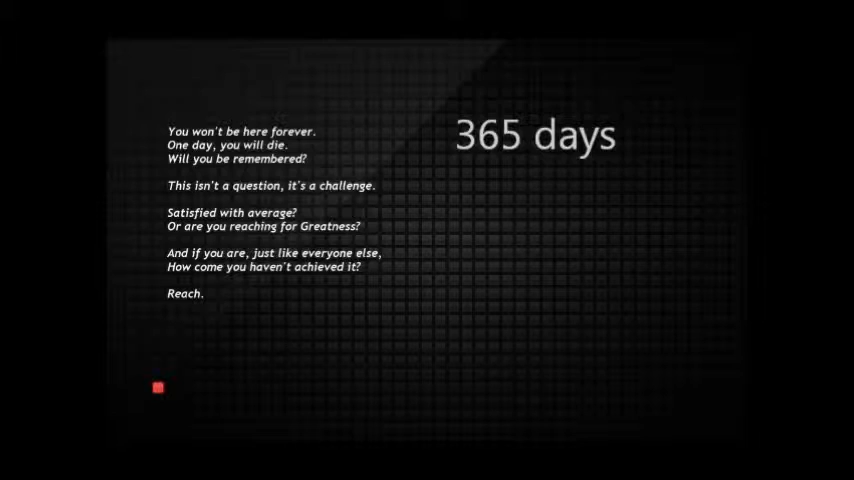 You won't be here forever.
One day, you will die.
Will you be remembered?
This isn't a question, it's a challenge.
Satisfied with average?
Or are you reaching for Greatness?
And if you are, just like everyone else,
How come you haven't achieved it?
Reach.
365 days